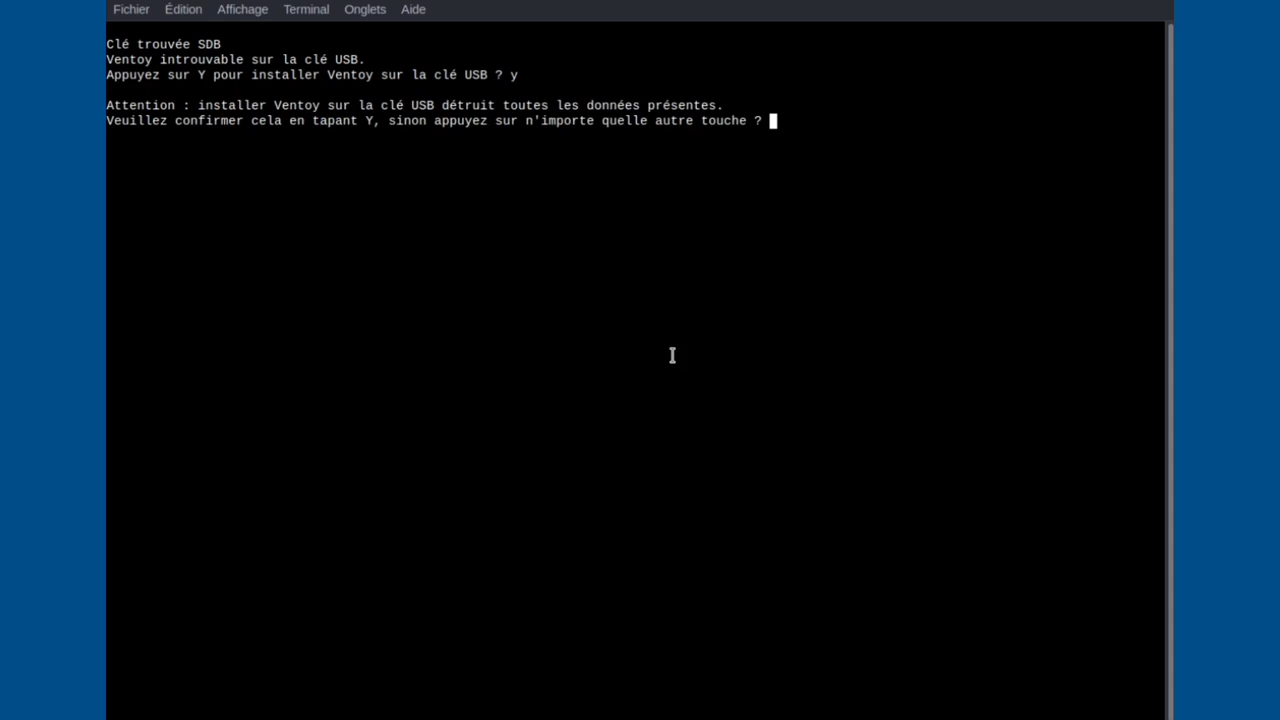 Fichier Édition Affichage Terminal Onglets Aide
Clé trouvée SDB
Ventoy introuvable sur la clé USB.
Appuyez sur Y pour installer Ventoy sur la clé USB ? y
Attention : installer Ventoy sur la clé USB détruit toutes les données présentes.
Veuillez confirmer cela en tapant Y, sinon appuyez sur n'importe quelle autre touche ?